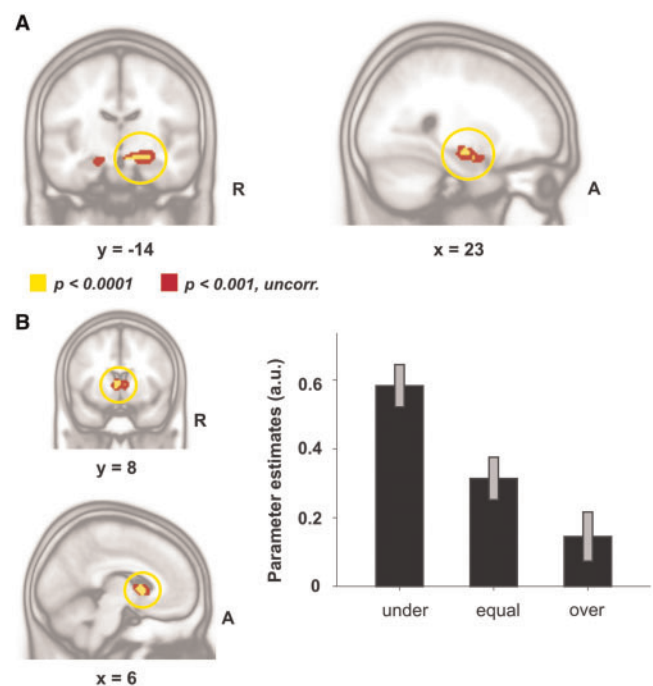 A
R
A
y = -14
x = 23
p < 0.0001 p < 0.001, uncorr.
B
R
y = 8
A
x = 6
Parameter estimates (a.u.)
0.6
0.4
0.2
0
under equal over